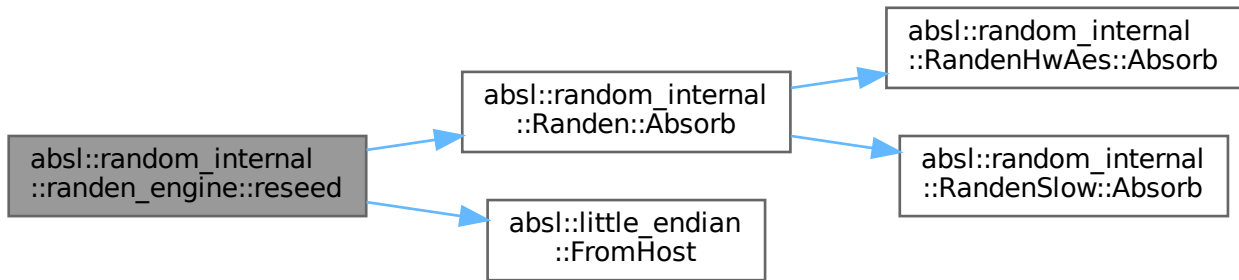 absl::random_internal
::randen_engine::reseed
absl::random_internal
::Randen::Absorb
absl::random_internal
::RandenHwAes::Absorb
absl::random_internal
::RandenSlow::Absorb
absl::little_endian
::FromHost